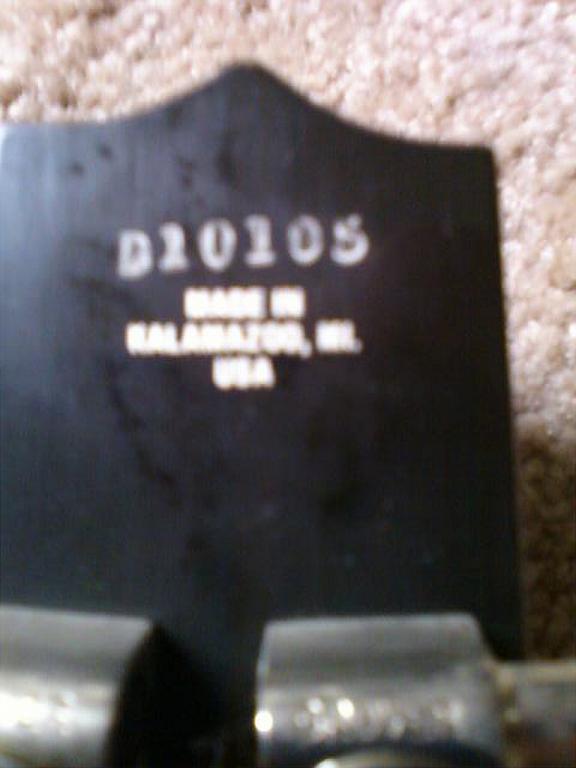 D10105
MADE IN
KALAMAZOO, MI.
USA